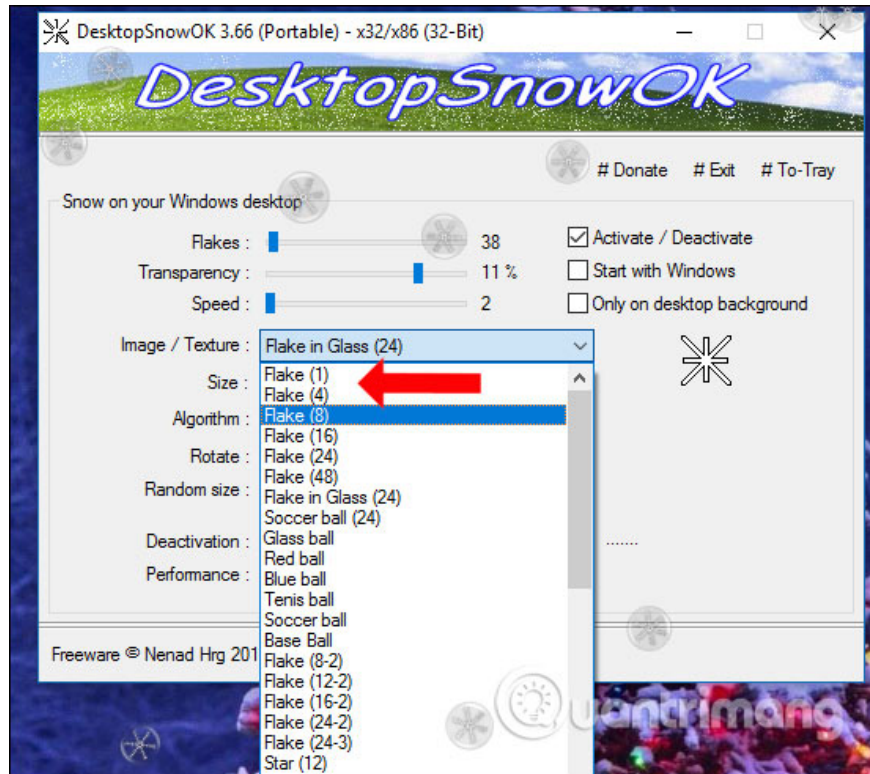 DesktopSnowOK 3.66 (Portable) - x32/x86 (32-Bit)
DesktopSnowOK
# Donate # Exit # To-Tray
Snow on your Windows desktop
Flakes : 38
Activate / Deactivate
Transparency : 11 %
Start with Windows
Speed : 2
Only on desktop background
Image / Texture : Flake in Glass (24)
Size :
Algorithm :
Rotate :
Random size :
Deactivation :
.......
Performance :
Flake (1)
Flake (4)
Flake (8)
Flake (16)
Flake (24)
Flake (48)
Flake in Glass (24)
Soccer ball (24)
Glass ball
Red ball
Blue ball
Tenis ball
Soccer ball
Base Ball
Flake (8-2)
Flake (12-2)
Flake (16-2)
Flake (24-2)
Flake (24-3)
Star (12)
Freeware © Nenad Hrg 201
Quantrimang